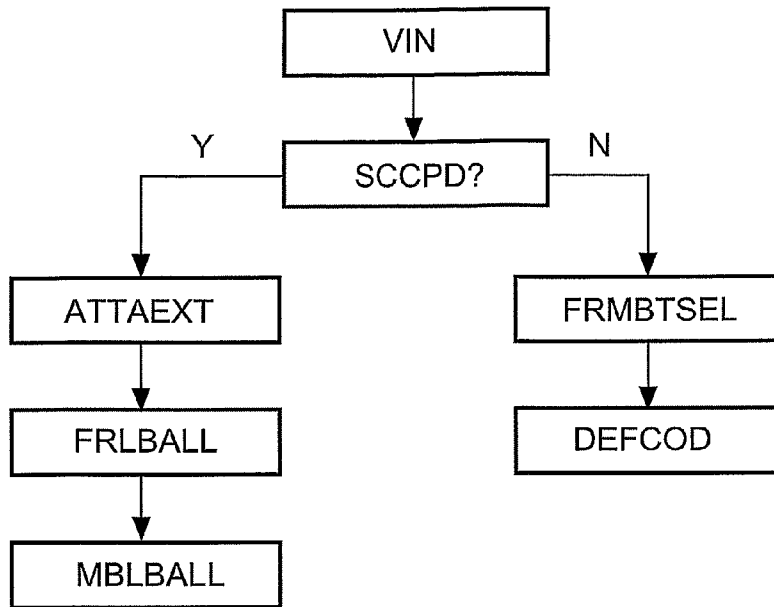 VIN
Y
SCCPD?
N
ATTAEXT
FRMBTSEL
FRLBALL
DEFCOD
MBLBALL